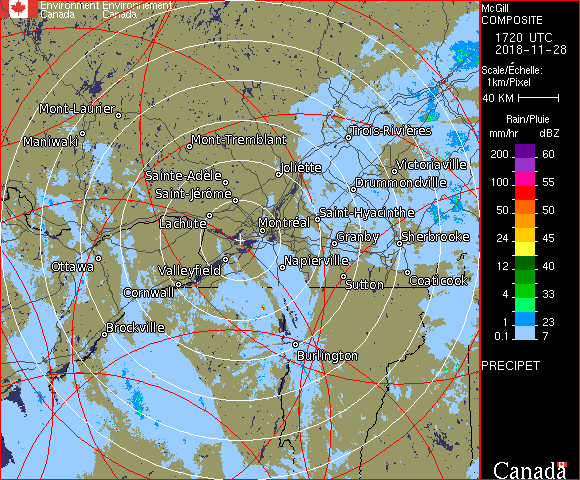 Environment Environnement
Canada Canada
McGill
COMPOSITE
1720 UTC
2018-11-28
Scale/Échelle:
1km/Pixel
40 KM
Rain/Pluie
mm/hr dBZ
200 60
55
100 55
50 50
24 45
12 40
4 33
1 23
0.1 7
PRECIPET
Canada
Mont-Laurier
Maniwaki
Mont-Tremblant
Trois-Rivières
Sainte-Adèle
Joliette
Victoriaville
Saint-Jérôme
Drummondville
Lachute
Montréal
Saint-Hyacinthe
Granby
Sherbrooke
Ottawa
Valleyfield
Napierville
Cornwall
Sutton
Coaticook
Brockville
Burlington